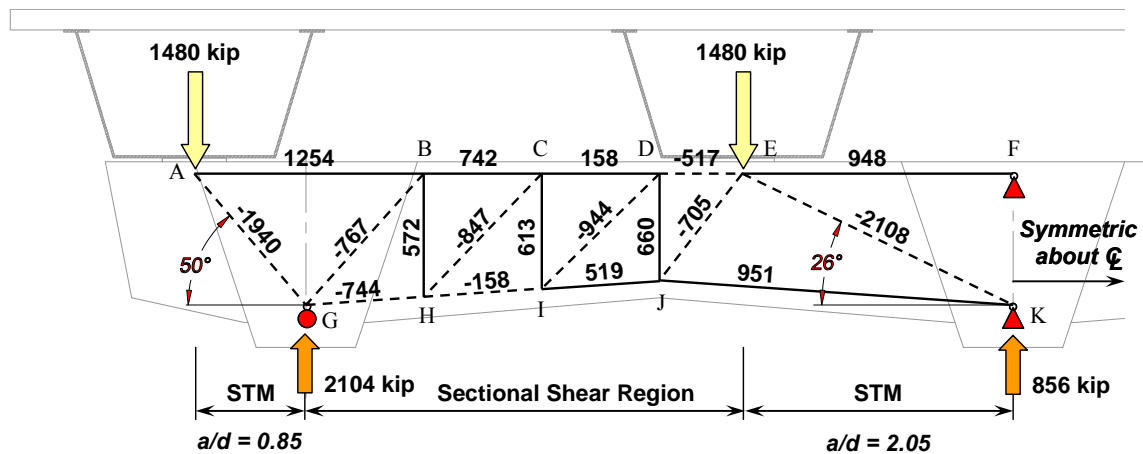 1480 kip 1480 kip
A 1254 B 742 C 158 D -517 E 948 F
-1940 -767 572 -847 613 -944 660 -705 -2108
50° 26°
Symmetric
about ℄
-744 -158 519 951
G H I J K
2104 kip 856 kip
STM Sectional Shear Region STM
a/d = 0.85 a/d = 2.05